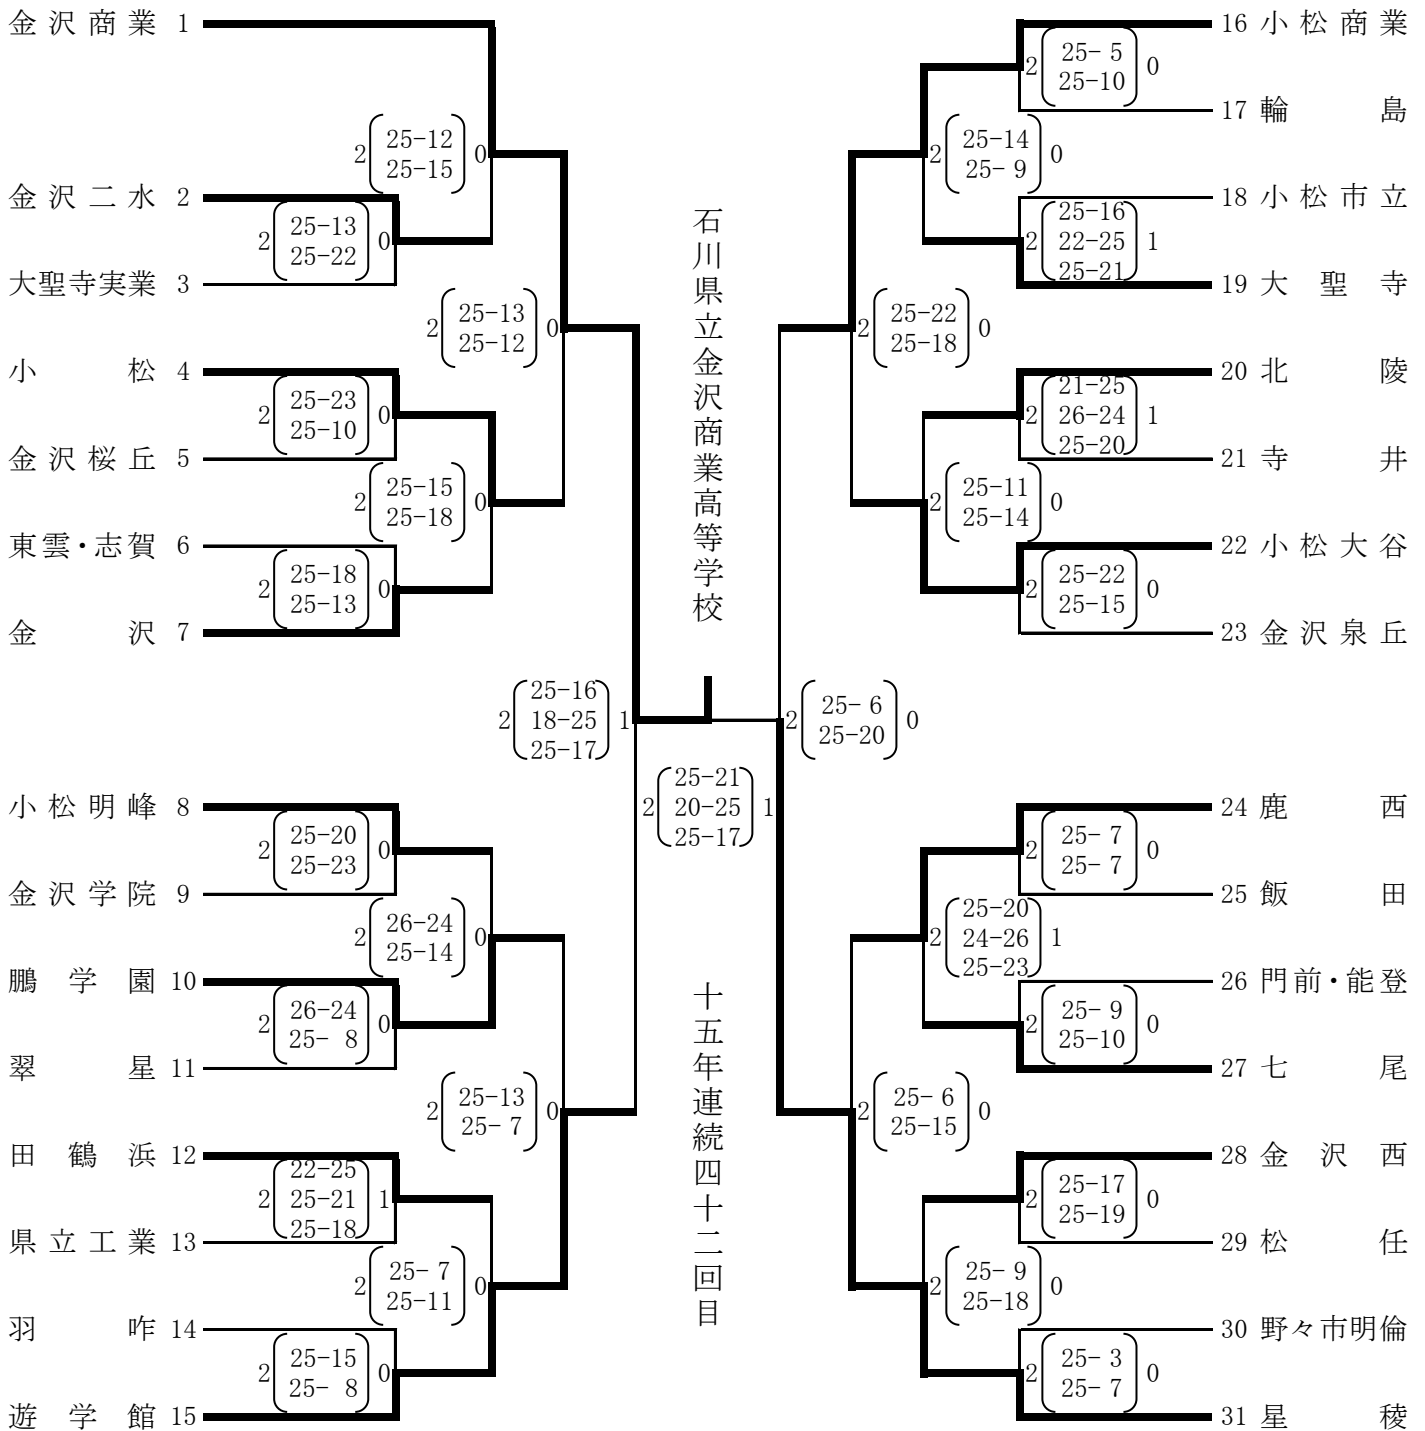 金沢商業 1
2 25-12 0
25-15
金沢二水 2
2 25-13 0
25-22
大聖寺実業 3
2 25-13 0
25-12
小松 4
2 25-23 0
25-10
金沢桜丘 5
2 25-15 0
25-18
東雲・志賀 6
2 25-18 0
25-13
金沢 7
25-16
2 18-25 1
25-17
小松明峰 8
2 25-20 0
25-23
金沢学院 9
2 26-24 0
25-14
鵬学園 10
2 26-24 0
25- 8
翠星 11
2 25-13 0
25- 7
田鶴浜 12
22-25
2 25-21 1
25-18
県立工業 13
2 25- 7 0
25-11
羽咋 14
2 25-15 0
25- 8
遊学館 15
石川県立金沢商業高等学校
25-21
2 20-25 1
25-17
十五年連続四十二回目
16 小松商業
2 25- 5 0
25-10
17 輪島
2 25-14 0
25- 9
18 小松市立
25-16
2 22-25 1
25-21
19 大聖寺
2 25-22 0
25-18
20 北陵
21-25
2 26-24 1
25-20
21 寺井
2 25-11 0
25-14
22 小松大谷
2 25-22 0
25-15
23 金沢泉丘
2 25- 6 0
25-20
24 鹿西
2 25- 7 0
25- 7
25 飯田
25-20
2 24-26 1
25-23
26 門前・能登
2 25- 9 0
25-10
27 七尾
2 25- 6 0
25-15
28 金沢西
2 25-17 0
25-19
29 松任
2 25- 9 0
25-18
30 野々市明倫
2 25- 3 0
25- 7
31 星稜